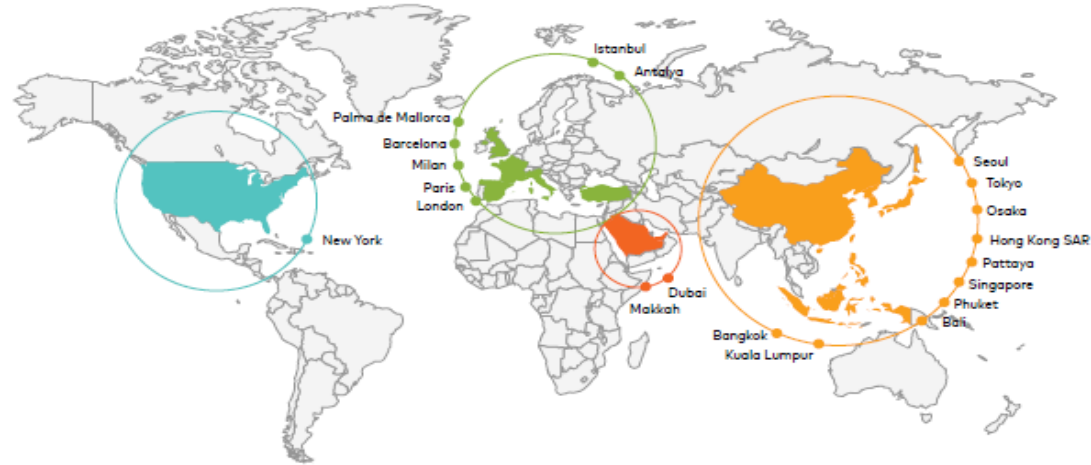 Istanbul
Antalya
Palma de Mallorca
Barcelona
Milan
Paris
London
New York
Dubai
Makkah
Seoul
Tokyo
Osaka
Hong Kong SAR
Pattaya
Singapore
Phuket
Bali
Bangkok
Kuala Lumpur